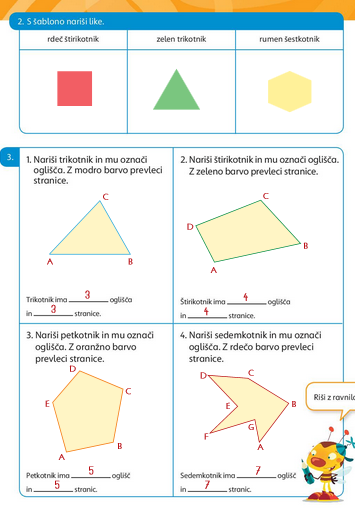 2. S šablono nariši like.
rdeč štirikotnik
zelen trikotnik
rumen šestkotnik
3.
1. Nariši trikotnik in mu označi
oglišča. Z modro barvo prevleci
stranice.
C
A B
Trikotnik ima 3 oglišča
in 3 stranice.
2. Nariši štirikotnik in mu označi oglišča.
Z zeleno barvo prevleci stranice.
C
D
B
A
Štirikotnik ima 4 oglišča
in 4 stranice.
3. Nariši petkotnik in mu označi
oglišča. Z oranžno barvo
prevleci stranice.
D
C
E
B
A
Petkotnik ima 5 oglišč
in 5 stranic.
4. Nariši sedemkotnik in mu označi
oglišča. Z rdečo barvo prevleci
stranice.
D C
E B
G
F
A
Sedemkotnik ima 7 oglišč
in 7 stranic.
Riši z ravnilo